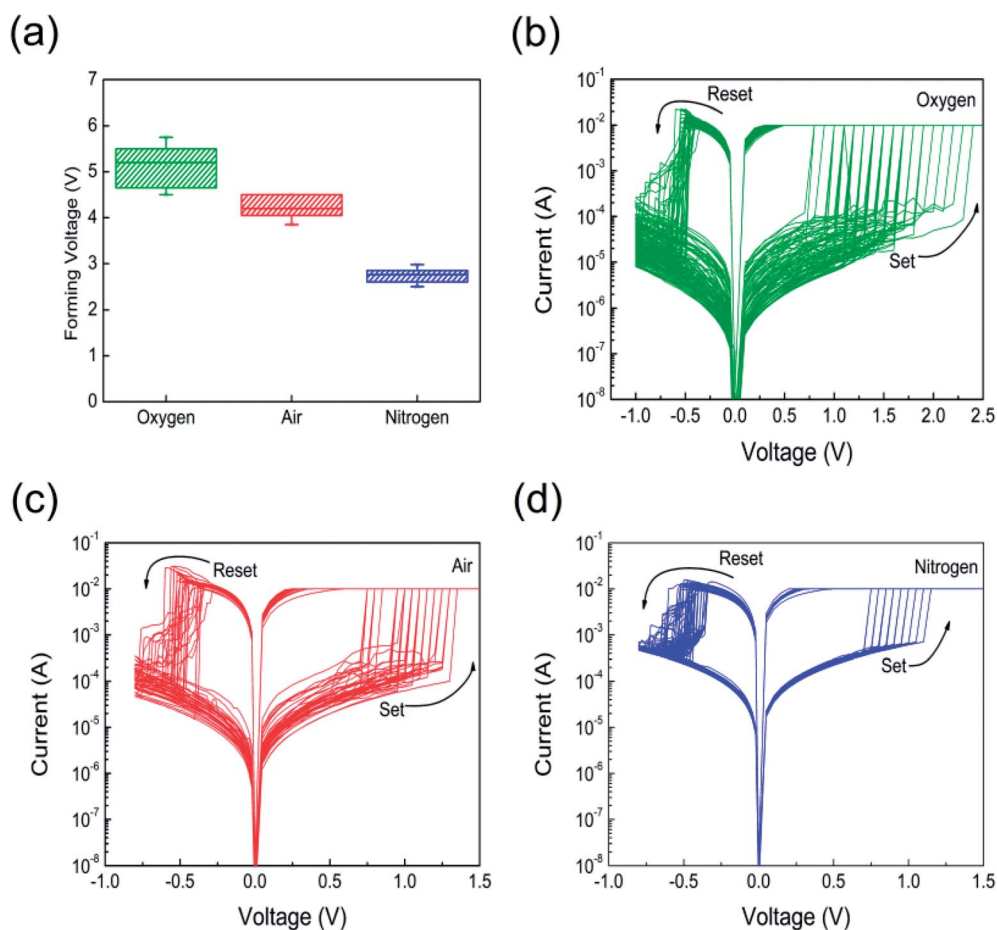 (a)
Forming Voltage (V)
7
6
5
4
3
2
1
0
Oxygen
Air
Nitrogen
(b)
Current (A)
10^-1
10^-2
10^-3
10^-4
10^-5
10^-6
10^-7
10^-8
Reset
Oxygen
Set
-1.0 -0.5 0.0 0.5 1.0 1.5 2.0 2.5
Voltage (V)
(c)
Current (A)
10^-1
10^-2
10^-3
10^-4
10^-5
10^-6
10^-7
10^-8
Reset
Air
Set
-1.0 -0.5 0.0 0.5 1.0 1.5
Voltage (V)
(d)
Current (A)
10^-1
10^-2
10^-3
10^-4
10^-5
10^-6
10^-7
10^-8
Reset
Nitrogen
Set
-1.0 -0.5 0.0 0.5 1.0 1.5
Voltage (V)